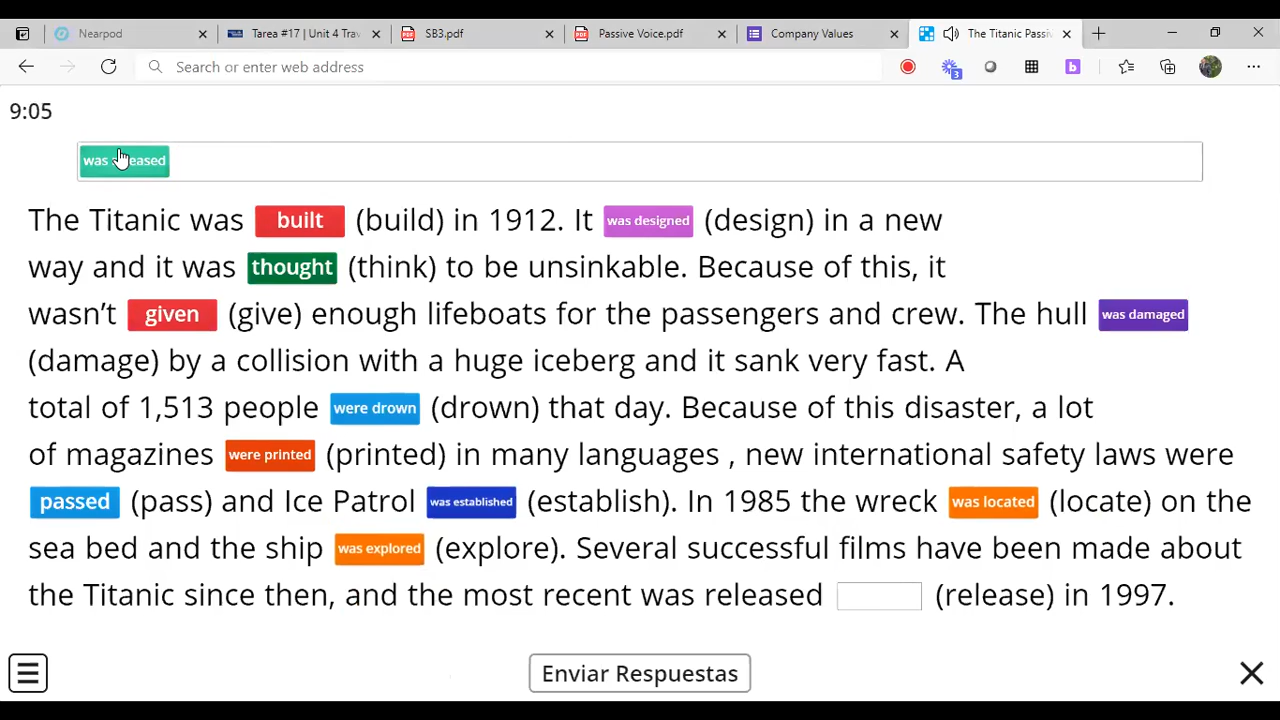 Nearpod Tarea #17 | Unit 4 Trav SB3.pdf Passive Voice.pdf Company Values The Titanic Passiv
Search or enter web address 3
9:05
was
The Titanic was built (build) in 1912. It was designed (design) in a new
way and it was thought (think) to be unsinkable. Because of this, it
wasn't given (give) enough lifeboats for the passengers and crew. The hull was damaged
(damage) by a collision with a huge iceberg and it sank very fast. A
total of 1,513 people were drown (drown) that day. Because of this disaster, a lot
of magazines were printed (printed) in many languages , new international safety laws were
passed (pass) and Ice Patrol was established (establish). In 1985 the wreck was located (locate) on the
sea bed and the ship was explored (explore). Several successful films have been made about
the Titanic since then, and the most recent was released (release) in 1997.
Enviar Respuestas